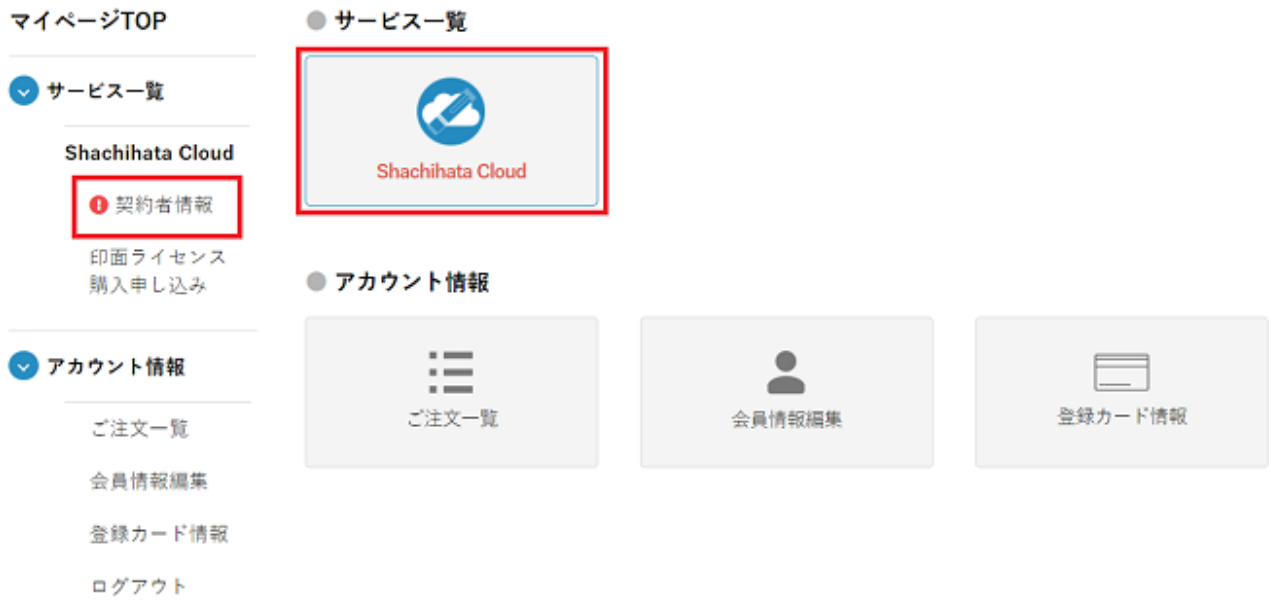 マイページTOP
サービス一覧
Shachihata Cloud
契約者情報
印面ライセンス
購入申し込み
アカウント情報
ご注文一覧
会員情報編集
登録カード情報
ログアウト
サービス一覧
Shachihata Cloud
アカウント情報
ご注文一覧
会員情報編集
登録カード情報